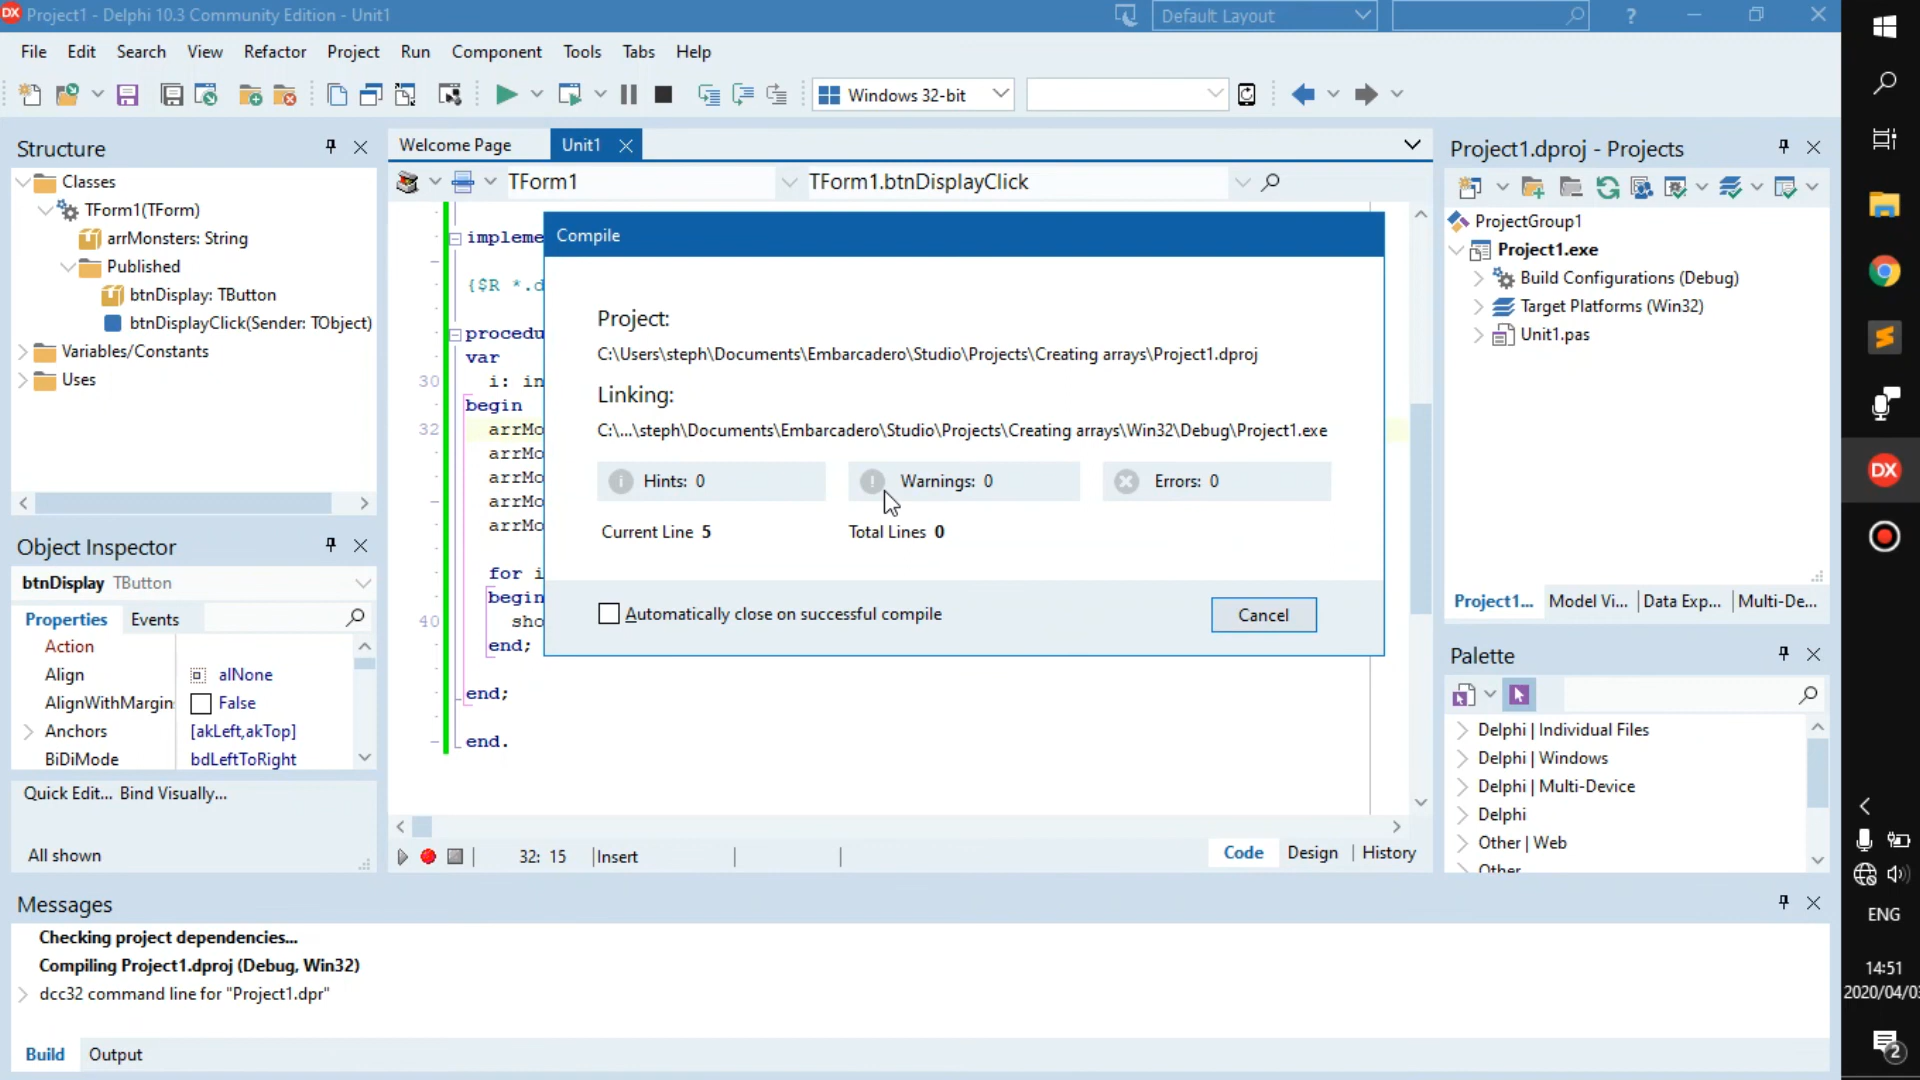 DX Project1 - Delphi 10.3 Community Edition - Unit1
Default Layout
?
File Edit Search View Refactor Project Run Component Tools Tabs Help
Windows 32-bit
Structure
Classes
TForm1(TForm)
arrMonsters: String
Published
btnDisplay: TButton
btnDisplayClick(Sender: TObject)
Variables/Constants
Uses
Object Inspector
btnDisplay TButton
Properties Events
Action
Align alNone
AlignWithMargin: False
Anchors [akLeft,akTop]
BiDiMode bdLeftToRight
Quick Edit... Bind Visually...
All shown
Welcome Page Unit1
TForm1 TForm1.btnDisplayClick
impleme
{$R *.d
procedu
var
30 i: in
begin
32 arrMo
arrMo
arrMo
arrMo
arrMo
for i
begin
40 sho
end;
end;
end.
32: 15 Insert
Code Design History
Compile
Project:
C:\Users\steph\Documents\Embarcadero\Studio\Projects\Creating arrays\Project1.dproj
Linking:
C:\...\steph\Documents\Embarcadero\Studio\Projects\Creating arrays\Win32\Debug\Project1.exe
Hints: 0 Warnings: 0 Errors: 0
Current Line 5 Total Lines 0
Automatically close on successful compile Cancel
Project1.dproj - Projects
ProjectGroup1
Project1.exe
Build Configurations (Debug)
Target Platforms (Win32)
Unit1.pas
Project1... Model Vi... Data Exp... Multi-De...
Palette
Delphi | Individual Files
Delphi | Windows
Delphi | Multi-Device
Delphi
Other | Web
Other
Messages
Checking project dependencies...
Compiling Project1.dproj (Debug, Win32)
dcc32 command line for "Project1.dpr"
Build Output
DX
ENG
14:51
2020/04/03
2